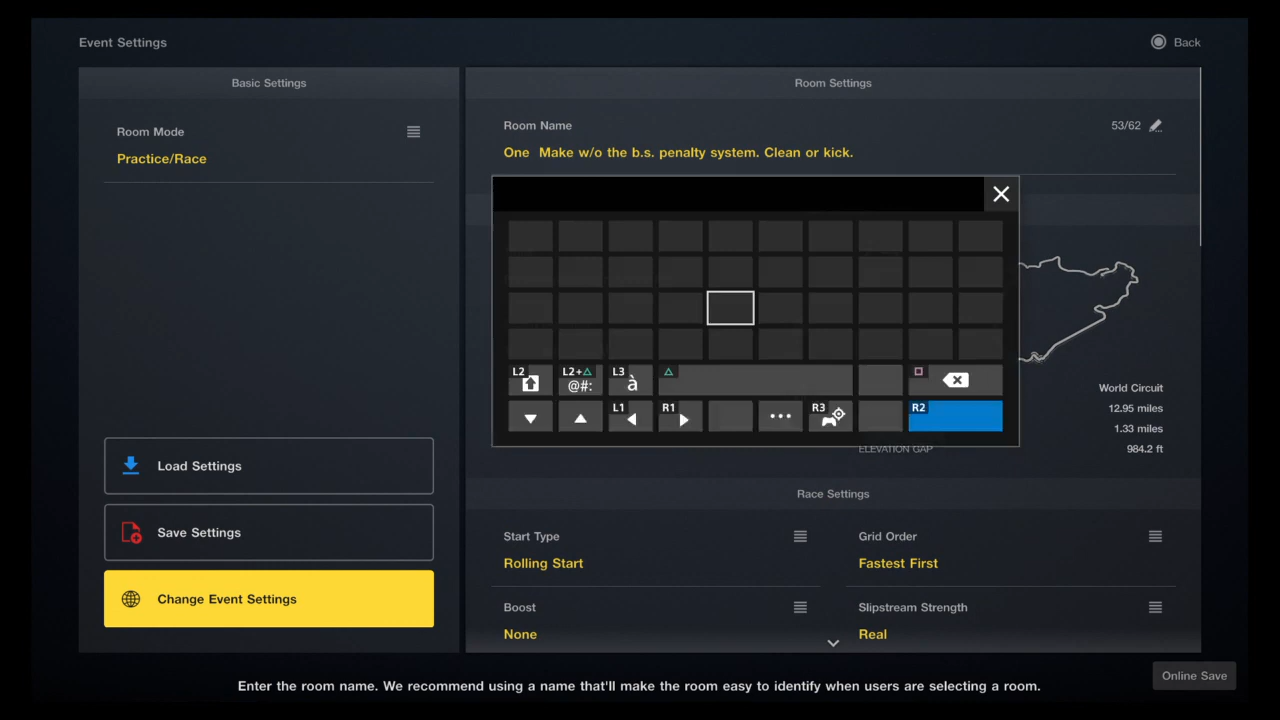 Event Settings
Back
Basic Settings
Room Mode
Practice/Race
Load Settings
Save Settings
Change Event Settings
Room Settings
Room Name
53/62
One Make w/o the b.s. penalty system. Clean or kick.
L2
L2+△
@#:
L3
à
△
□
L1
R1
•••
R3
R2
World Circuit
12.95 miles
1.33 miles
ELEVATION GAP
984.2 ft
Race Settings
Start Type
Rolling Start
Grid Order
Fastest First
Boost
None
Slipstream Strength
Real
Enter the room name. We recommend using a name that'll make the room easy to identify when users are selecting a room.
Online Save